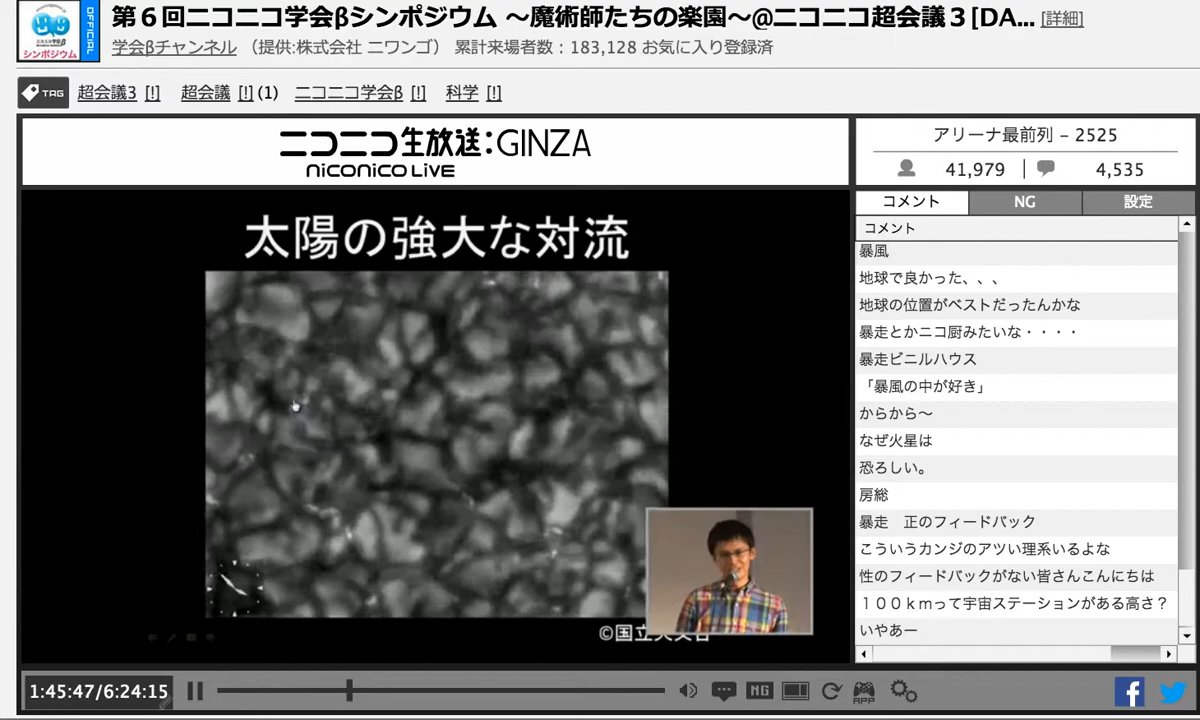 第６回ニコニコ学会βシンポジウム ～魔術師たちの楽園～@ニコニコ超会議３[DA... [詳細]
OFFICIAL
シンポジウム
学会βチャンネル （提供:株式会社 ニワンゴ） 累計来場者数：183,128 お気に入り登録済
TAG 超会議3 [!] 超会議 [!] (1) ニコニコ学会β [!] 科学 [!]
ニコニコ生放送：GINZA
niconico LiVE
太陽の強大な対流
©国立
アリーナ最前列 – 2525
41,979 4,535
コメント NG 設定
コメント
暴風
地球で良かった、、、
地球の位置がベストだったんかな
暴走とかニコ厨みたいな・・・・
暴走ビニルハウス
「暴風の中が好き」
からから～
なぜ火星は
恐ろしい。
房総
暴走　正のフィードバック
こういうカンジのアツい理系いるよな
性のフィードバックがない皆さんこんにちは
１００ｋｍって宇宙ステーションがある高さ？
いやあー
1:45:47/6:24:15
NG
APP